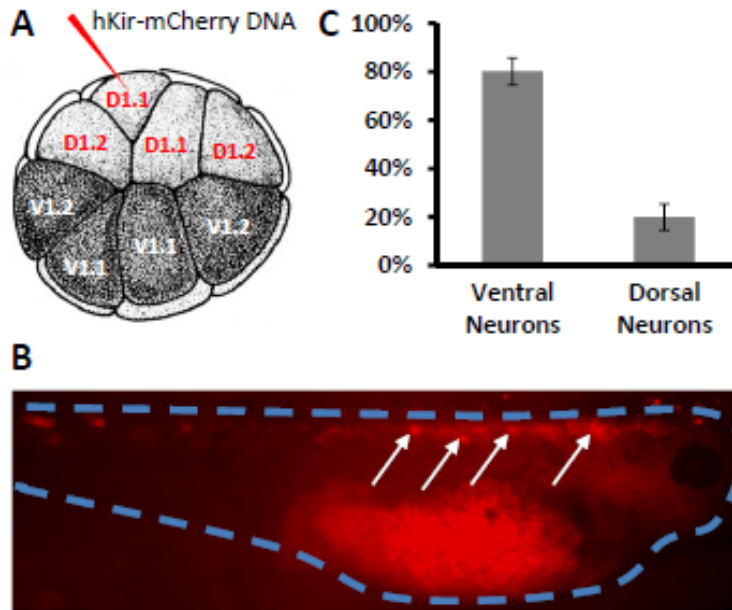 A
hKir-mCherry DNA
D1.1
D1.2
D1.1
D1.2
V1.2
V1.1
V1.1
V1.2
C
100%
80%
60%
40%
20%
0%
Ventral
Neurons
Dorsal
Neurons
B